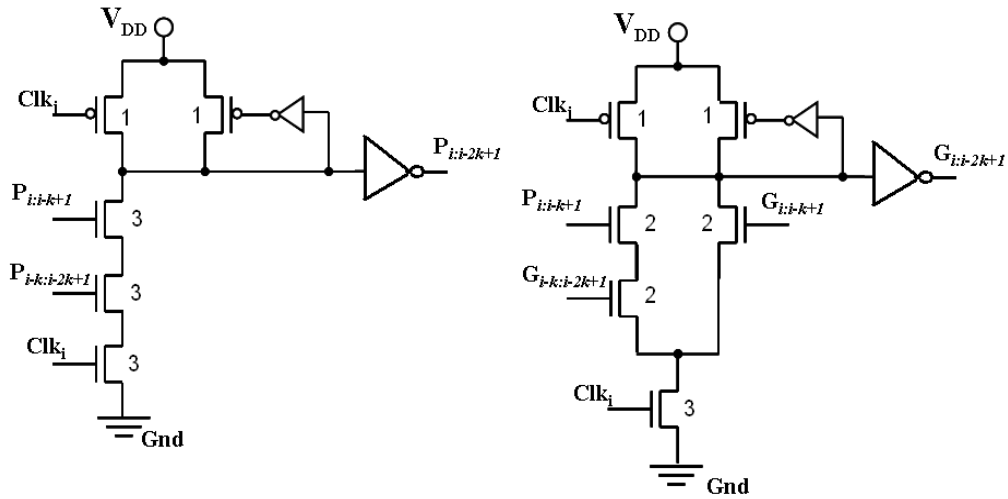 V_DD
Clk_i
1
1
P_i:i-2k+1
P_i:i-k+1
3
P_i-k:i-2k+1
3
Clk_i
3
Gnd
V_DD
Clk_i
1
1
G_i:i-2k+1
P_i:i-k+1
2
2
G_i:i-k+1
G_i-k:i-2k+1
2
Clk_i
3
Gnd